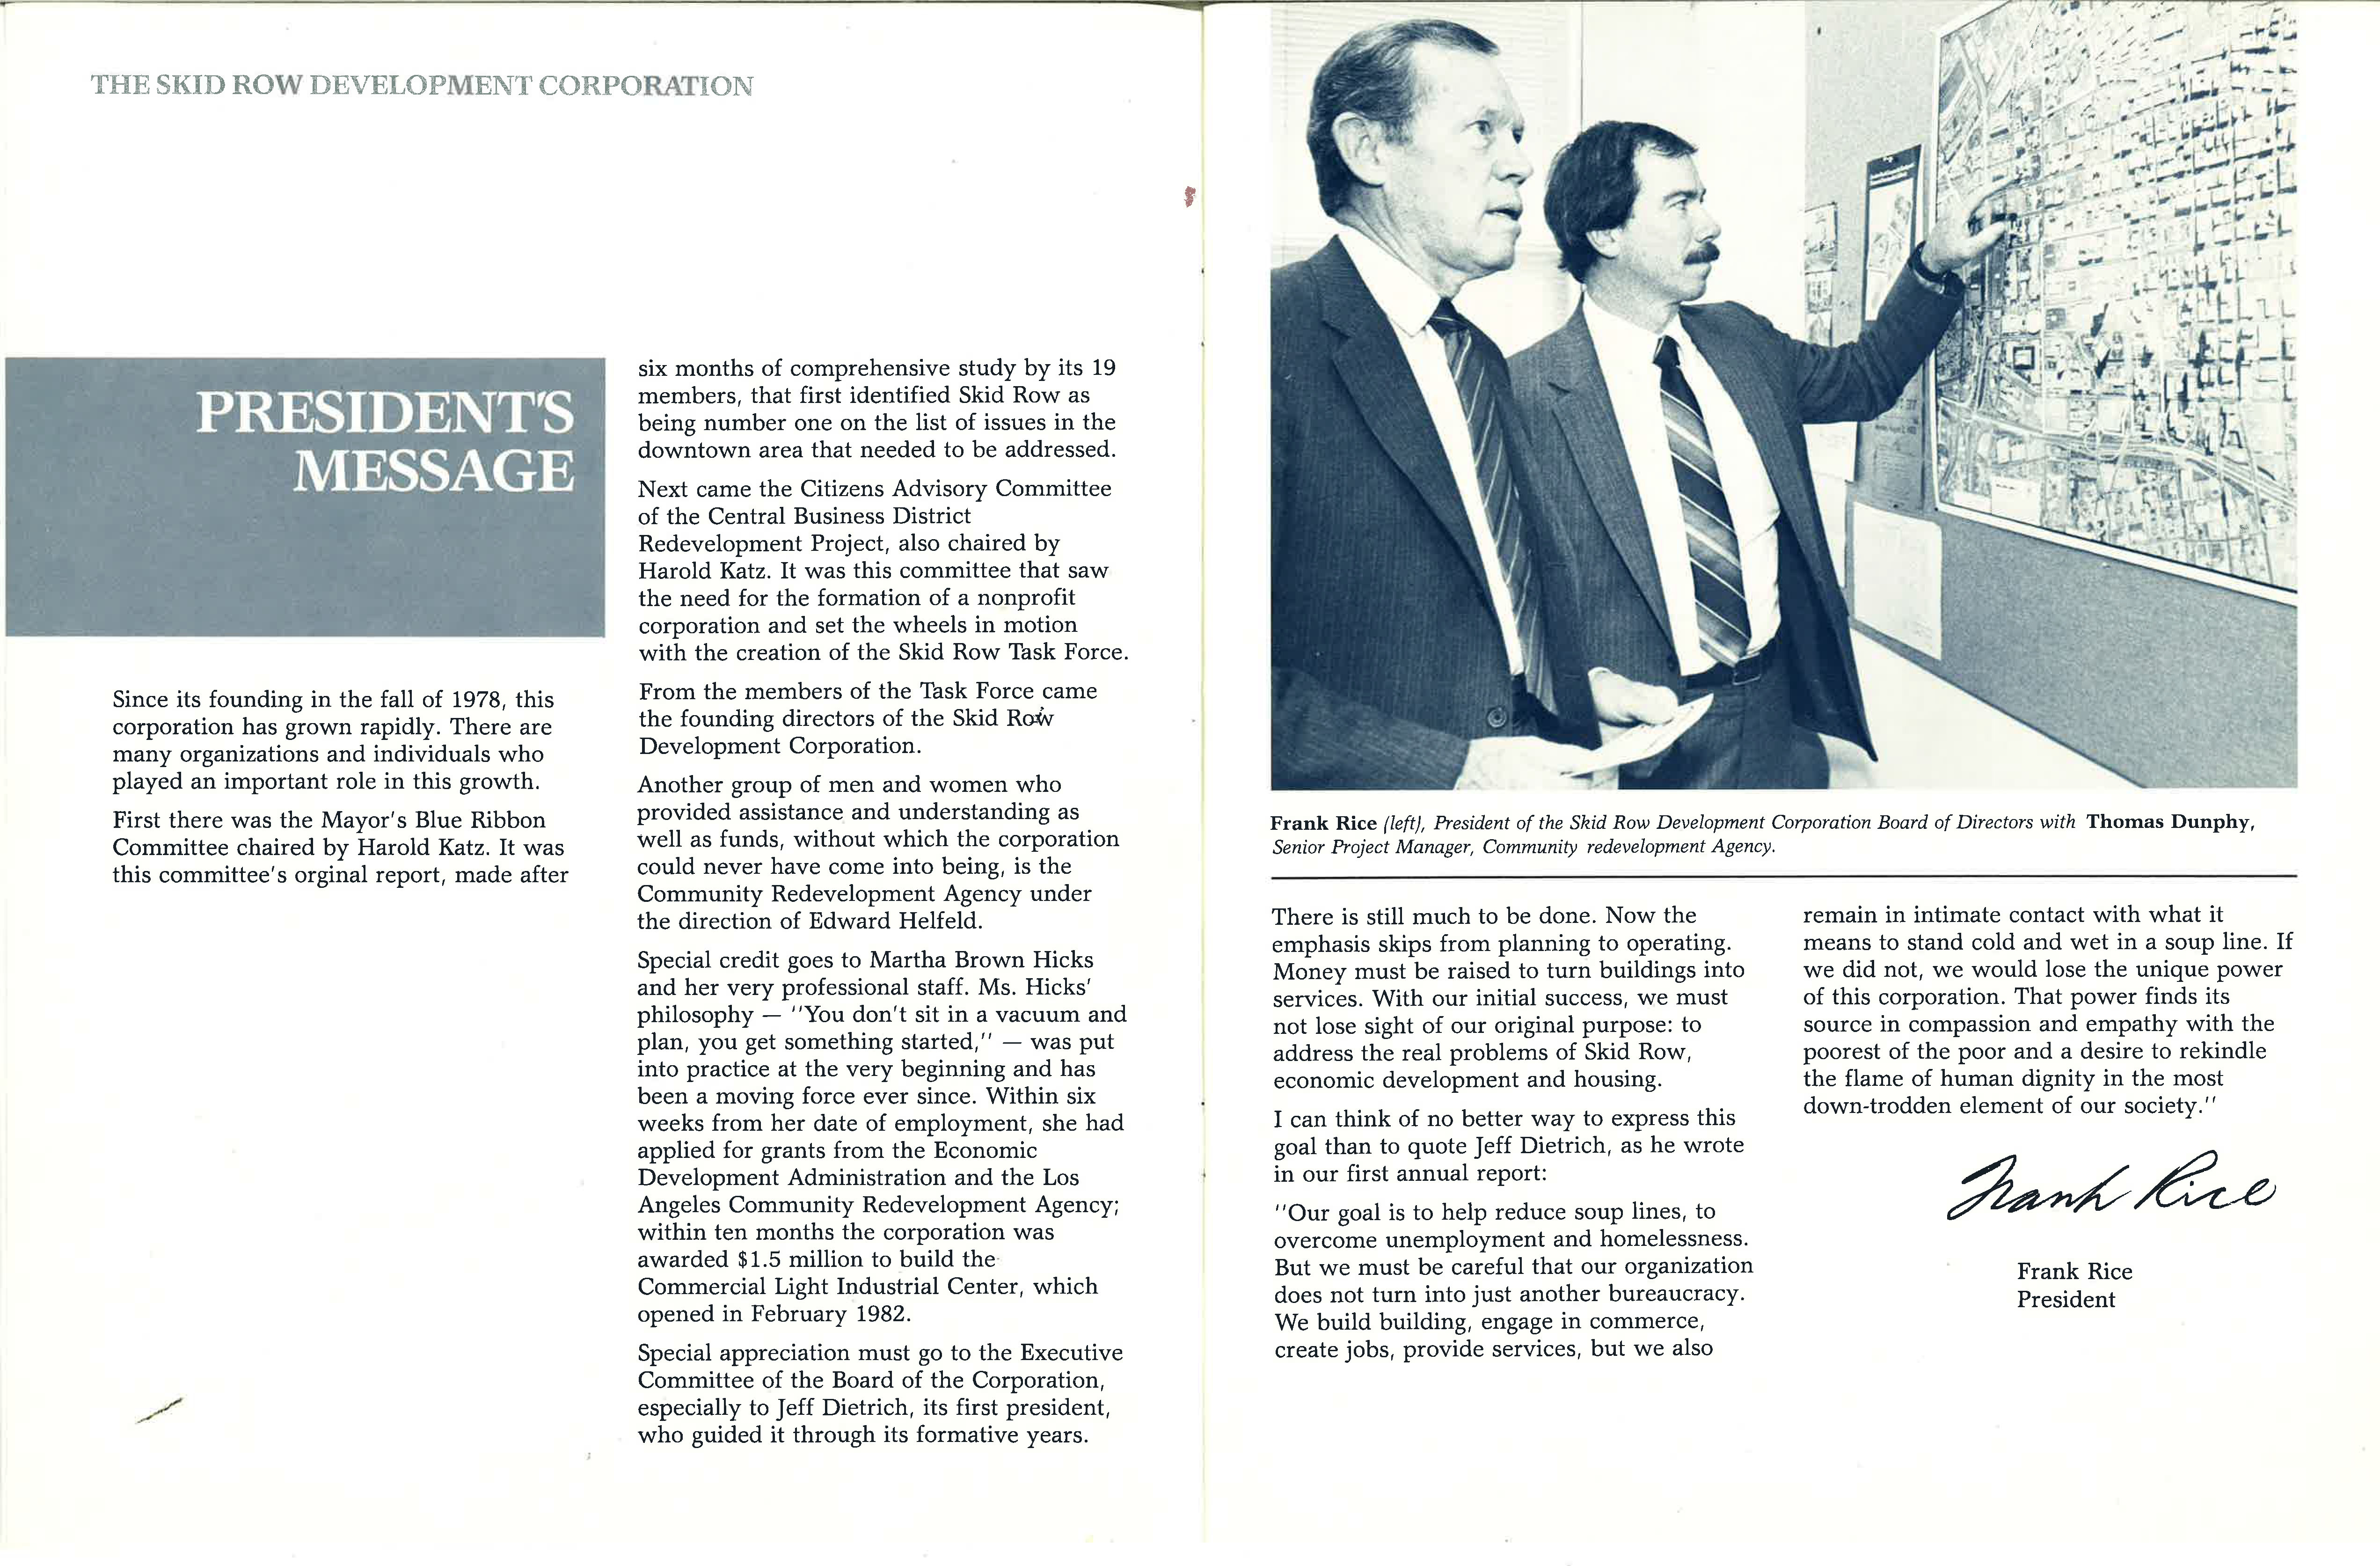 THE SKID ROW DEVELOPMENT CORPORATION
PRESIDENT'S
MESSAGE
Since its founding in the fall of 1978, this
corporation has grown rapidly. There are
many organizations and individuals who
played an important role in this growth.
First there was the Mayor's Blue Ribbon
Committee chaired by Harold Katz. It was
this committee's orginal report, made after
six months of comprehensive study by its 19
members, that first identified Skid Row as
being number one on the list of issues in the
downtown area that needed to be addressed.
Next came the Citizens Advisory Committee
of the Central Business District
Redevelopment Project, also chaired by
Harold Katz. It was this committee that saw
the need for the formation of a nonprofit
corporation and set the wheels in motion
with the creation of the Skid Row Task Force.
From the members of the Task Force came
the founding directors of the Skid Row
Development Corporation.
Another group of men and women who
provided assistance and understanding as
well as funds, without which the corporation
could never have come into being, is the
Community Redevelopment Agency under
the direction of Edward Helfeld.
Special credit goes to Martha Brown Hicks
and her very professional staff. Ms. Hicks'
philosophy — "You don't sit in a vacuum and
plan, you get something started," — was put
into practice at the very beginning and has
been a moving force ever since. Within six
weeks from her date of employment, she had
applied for grants from the Economic
Development Administration and the Los
Angeles Community Redevelopment Agency;
within ten months the corporation was
awarded $1.5 million to build the
Commercial Light Industrial Center, which
opened in February 1982.
Special appreciation must go to the Executive
Committee of the Board of the Corporation,
especially to Jeff Dietrich, its first president,
who guided it through its formative years.
Frank Rice (left), President of the Skid Row Development Corporation Board of Directors with Thomas Dunphy,
Senior Project Manager, Community redevelopment Agency.
There is still much to be done. Now the
emphasis skips from planning to operating.
Money must be raised to turn buildings into
services. With our initial success, we must
not lose sight of our original purpose: to
address the real problems of Skid Row,
economic development and housing.
I can think of no better way to express this
goal than to quote Jeff Dietrich, as he wrote
in our first annual report:
"Our goal is to help reduce soup lines, to
overcome unemployment and homelessness.
But we must be careful that our organization
does not turn into just another bureaucracy.
We build building, engage in commerce,
create jobs, provide services, but we also
remain in intimate contact with what it
means to stand cold and wet in a soup line. If
we did not, we would lose the unique power
of this corporation. That power finds its
source in compassion and empathy with the
poorest of the poor and a desire to rekindle
the flame of human dignity in the most
down-trodden element of our society."
Frank Rice
Frank Rice
President